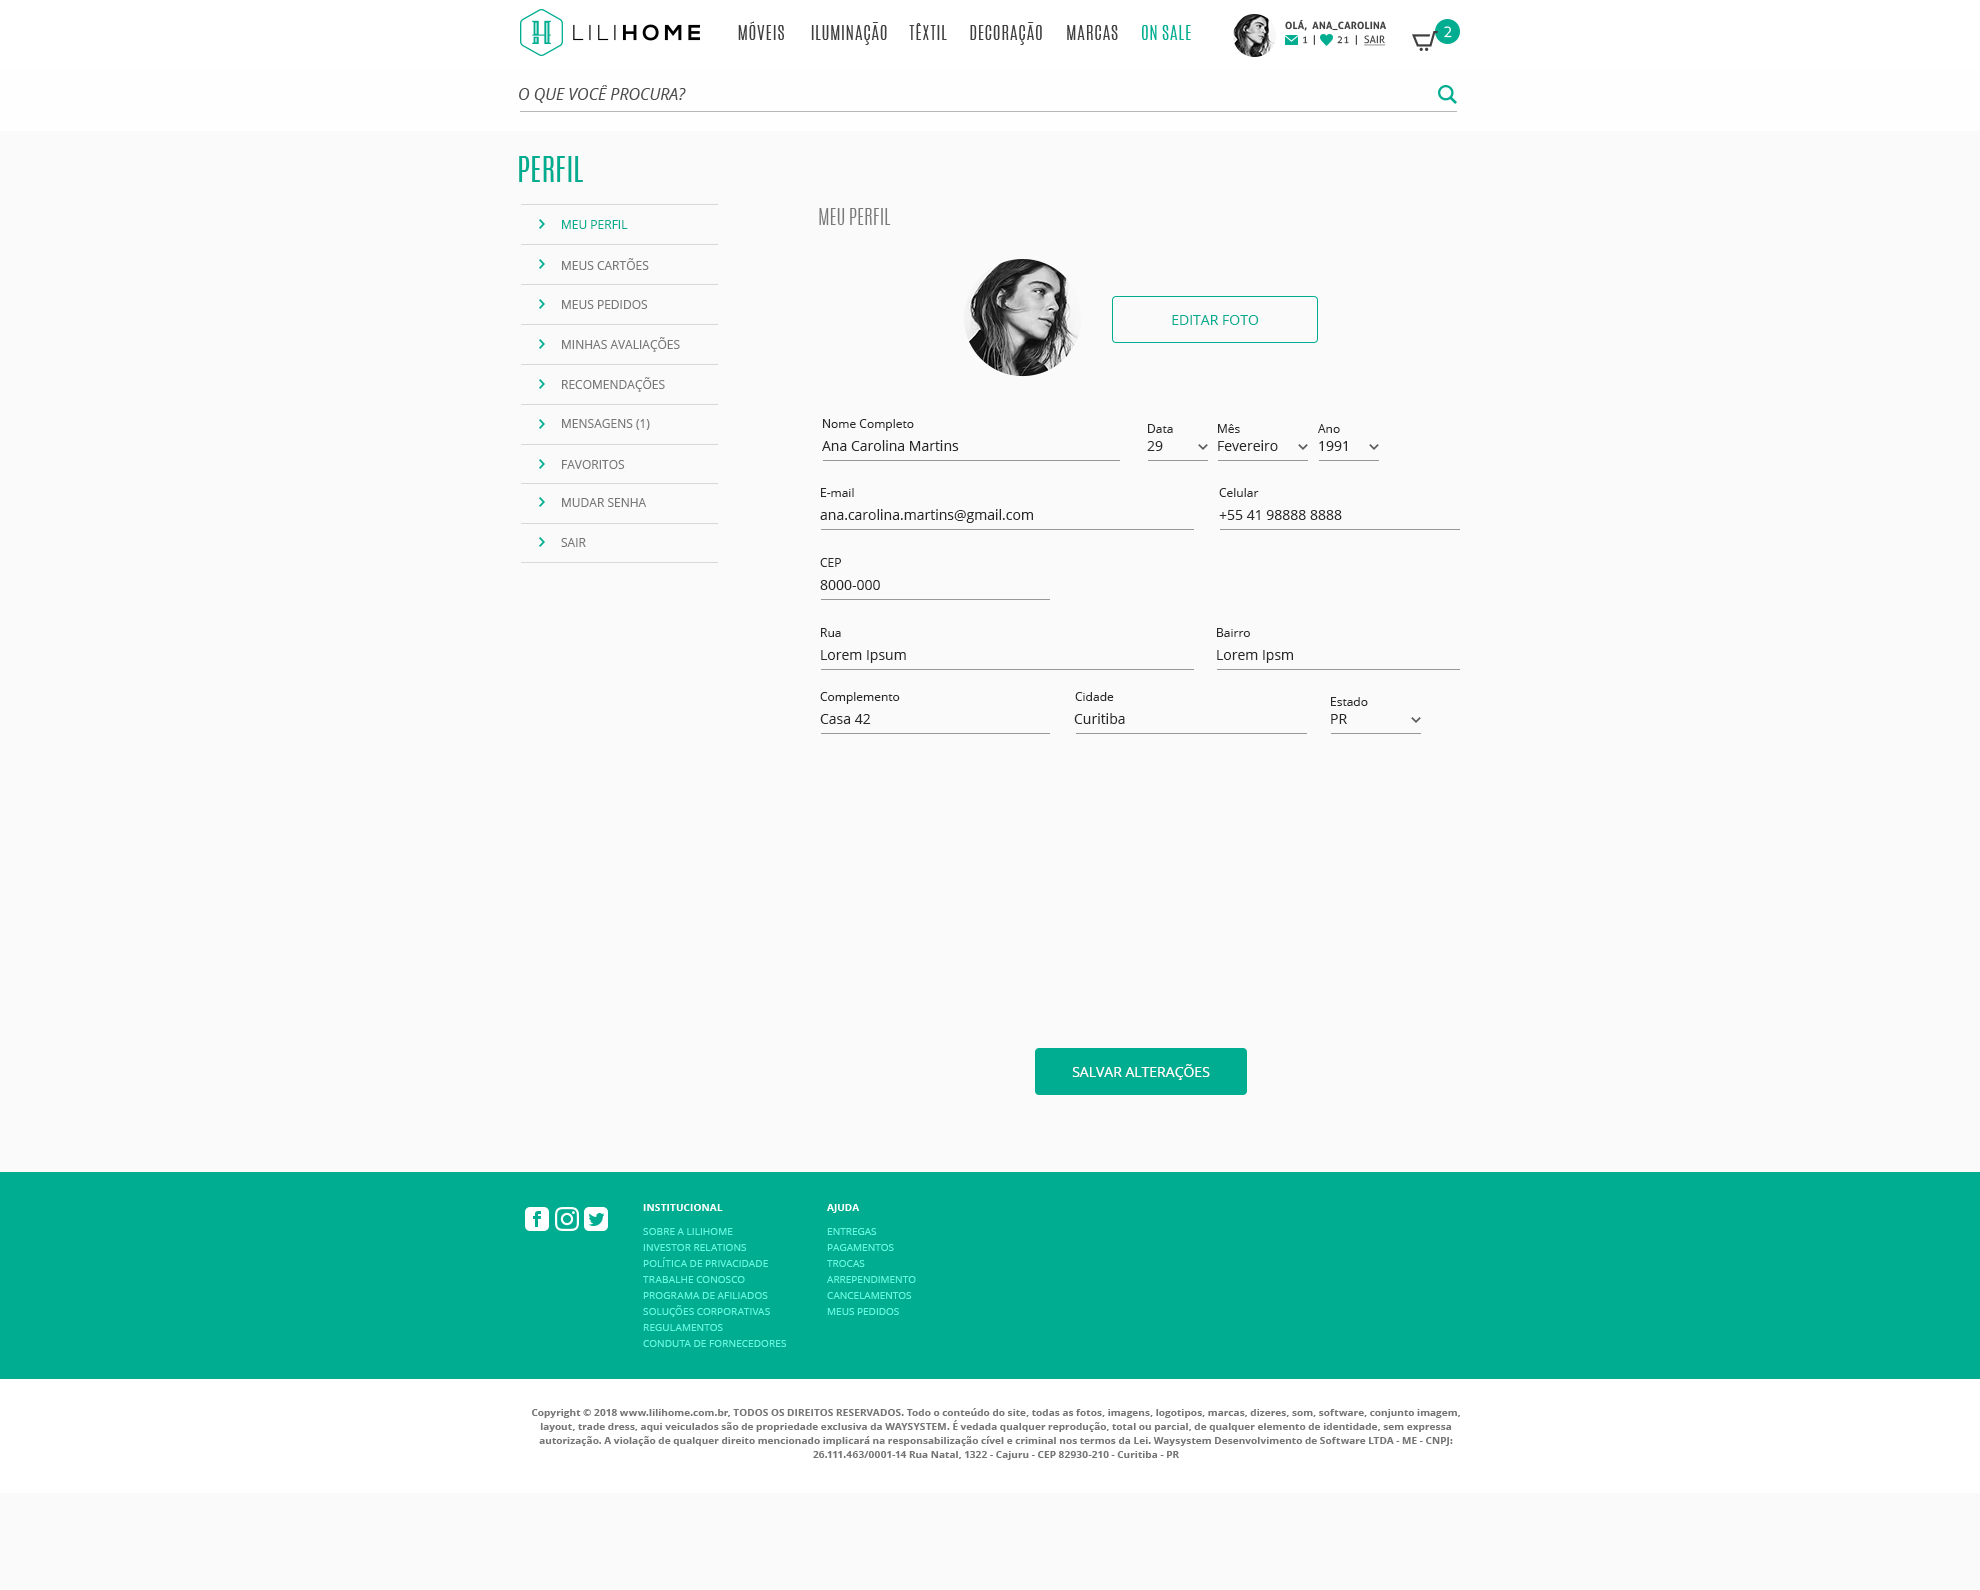 LILIHOME MÓVEIS ILUMINAÇÃO TÊXTIL DECORAÇÃO MARCAS ON SALE
OLÁ, ANA_CAROLINA
1 | 21 | SAIR
2
O QUE VOCÊ PROCURA?
PERFIL
MEU PERFIL
MEUS CARTÕES
MEUS PEDIDOS
MINHAS AVALIAÇÕES
RECOMENDAÇÕES
MENSAGENS (1)
FAVORITOS
MUDAR SENHA
SAIR
MEU PERFIL
EDITAR FOTO
Nome Completo Data Mês Ano
Ana Carolina Martins 29 Fevereiro 1991
E-mail Celular
ana.carolina.martins@gmail.com +55 41 98888 8888
CEP
8000-000
Rua Bairro
Lorem Ipsum Lorem Ipsm
Complemento Cidade Estado
Casa 42 Curitiba PR
SALVAR ALTERAÇÕES
INSTITUCIONAL
SOBRE A LILIHOME
INVESTOR RELATIONS
POLÍTICA DE PRIVACIDADE
TRABALHE CONOSCO
PROGRAMA DE AFILIADOS
SOLUÇÕES CORPORATIVAS
REGULAMENTOS
CONDUTA DE FORNECEDORES
AJUDA
ENTREGAS
PAGAMENTOS
TROCAS
ARREPENDIMENTO
CANCELAMENTOS
MEUS PEDIDOS
Copyright © 2018 www.lilihome.com.br, TODOS OS DIREITOS RESERVADOS. Todo o conteúdo do site, todas as fotos, imagens, logotipos, marcas, dizeres, som, software, conjunto imagem,
layout, trade dress, aqui veiculados são de propriedade exclusiva da WAYSYSTEM. É vedada qualquer reprodução, total ou parcial, de qualquer elemento de identidade, sem expressa
autorização. A violação de qualquer direito mencionado implicará na responsabilização cível e criminal nos termos da Lei. Waysystem Desenvolvimento de Software LTDA - ME - CNPJ:
26.111.463/0001-14 Rua Natal, 1322 - Cajuru - CEP 82930-210 - Curitiba - PR